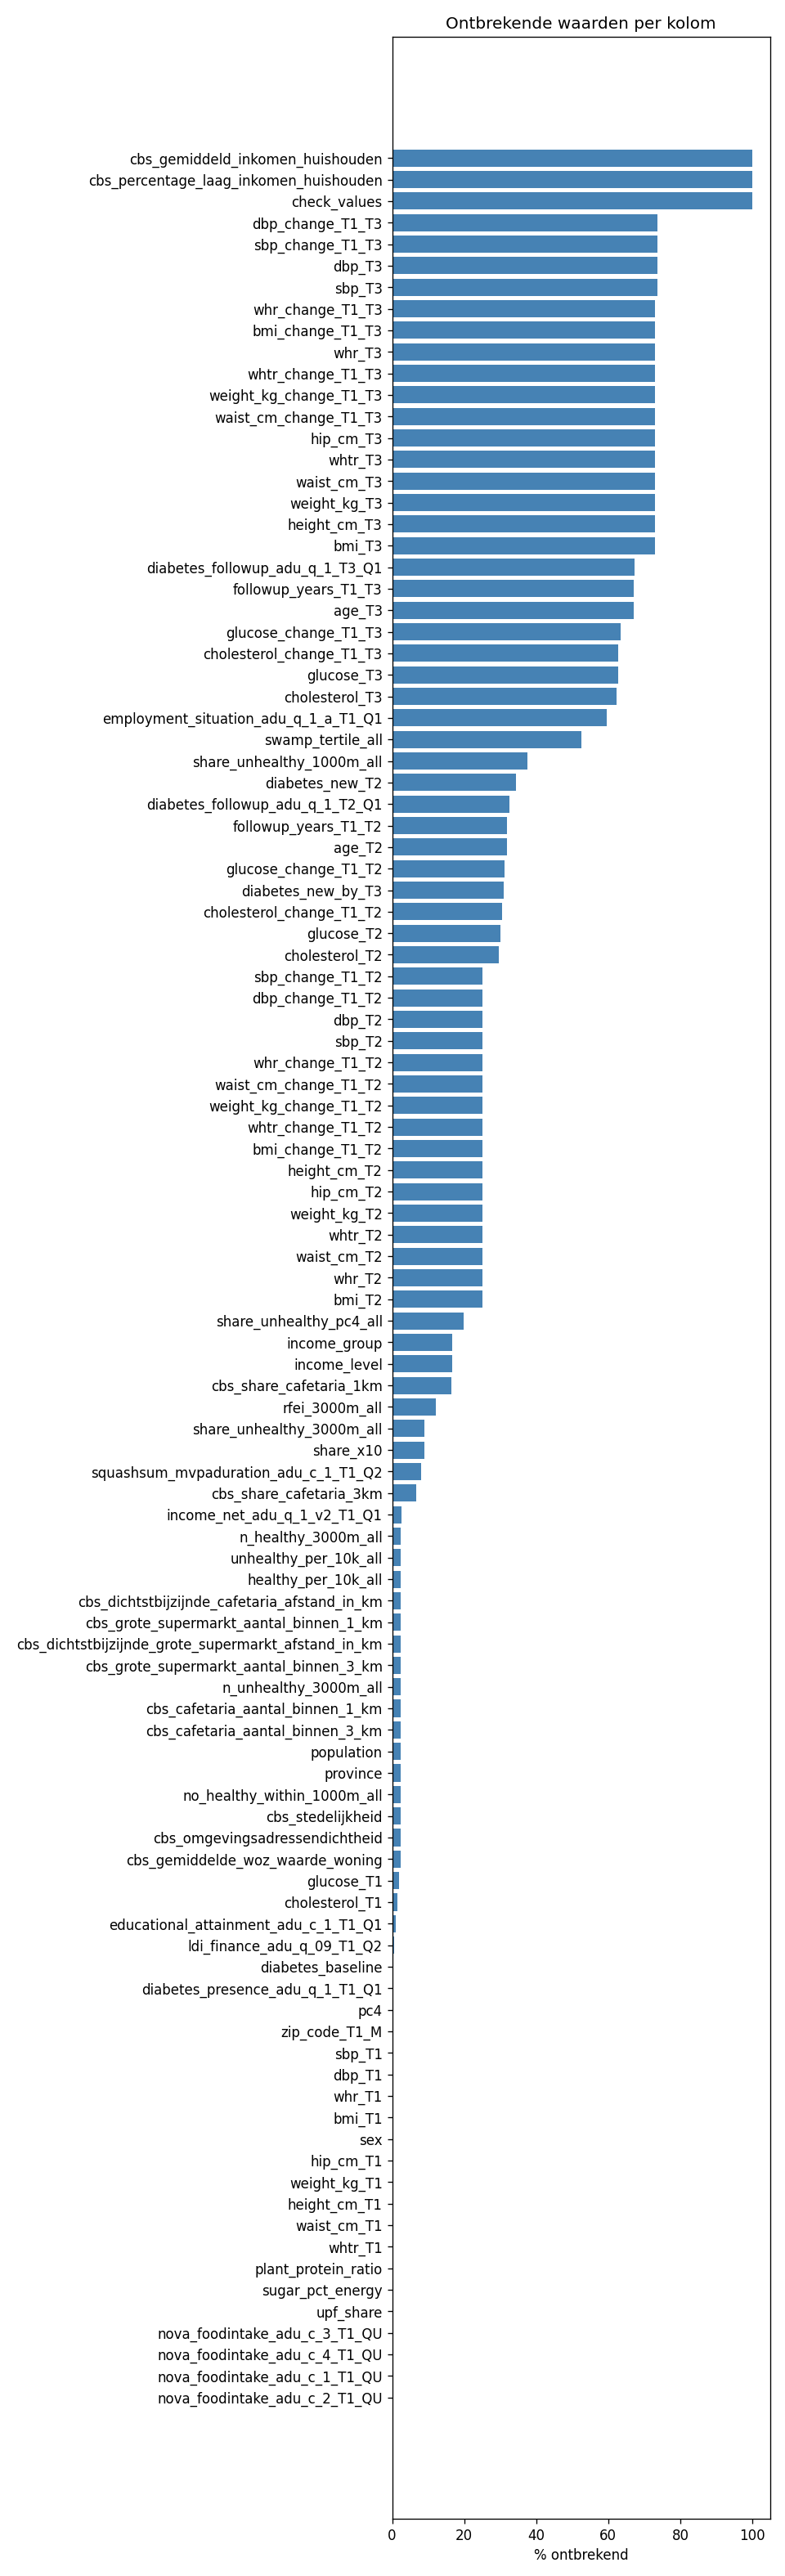 Ontbrekende waarden per kolom
cbs_gemiddeld_inkomen_huishouden
cbs_percentage_laag_inkomen_huishouden
check_values
dbp_change_T1_T3
sbp_change_T1_T3
dbp_T3
sbp_T3
whr_change_T1_T3
bmi_change_T1_T3
whr_T3
whtr_change_T1_T3
weight_kg_change_T1_T3
waist_cm_change_T1_T3
hip_cm_T3
whtr_T3
waist_cm_T3
weight_kg_T3
height_cm_T3
bmi_T3
diabetes_followup_adu_q_1_T3_Q1
followup_years_T1_T3
age_T3
glucose_change_T1_T3
cholesterol_change_T1_T3
glucose_T3
cholesterol_T3
employment_situation_adu_q_1_a_T1_Q1
swamp_tertile_all
share_unhealthy_1000m_all
diabetes_new_T2
diabetes_followup_adu_q_1_T2_Q1
followup_years_T1_T2
age_T2
glucose_change_T1_T2
diabetes_new_by_T3
cholesterol_change_T1_T2
glucose_T2
cholesterol_T2
sbp_change_T1_T2
dbp_change_T1_T2
dbp_T2
sbp_T2
whr_change_T1_T2
waist_cm_change_T1_T2
weight_kg_change_T1_T2
whtr_change_T1_T2
bmi_change_T1_T2
height_cm_T2
hip_cm_T2
weight_kg_T2
whtr_T2
waist_cm_T2
whr_T2
bmi_T2
share_unhealthy_pc4_all
income_group
income_level
cbs_share_cafetaria_1km
rfei_3000m_all
share_unhealthy_3000m_all
share_x10
squashsum_mvpaduration_adu_c_1_T1_Q2
cbs_share_cafetaria_3km
income_net_adu_q_1_v2_T1_Q1
n_healthy_3000m_all
unhealthy_per_10k_all
healthy_per_10k_all
cbs_dichtstbijzijnde_cafetaria_afstand_in_km
cbs_grote_supermarkt_aantal_binnen_1_km
cbs_dichtstbijzijnde_grote_supermarkt_afstand_in_km
cbs_grote_supermarkt_aantal_binnen_3_km
n_unhealthy_3000m_all
cbs_cafetaria_aantal_binnen_1_km
cbs_cafetaria_aantal_binnen_3_km
population
province
no_healthy_within_1000m_all
cbs_stedelijkheid
cbs_omgevingsadressendichtheid
cbs_gemiddelde_woz_waarde_woning
glucose_T1
cholesterol_T1
educational_attainment_adu_c_1_T1_Q1
ldi_finance_adu_q_09_T1_Q2
diabetes_baseline
diabetes_presence_adu_q_1_T1_Q1
pc4
zip_code_T1_M
sbp_T1
dbp_T1
whr_T1
bmi_T1
sex
hip_cm_T1
weight_kg_T1
height_cm_T1
waist_cm_T1
whtr_T1
plant_protein_ratio
sugar_pct_energy
upf_share
nova_foodintake_adu_c_3_T1_QU
nova_foodintake_adu_c_4_T1_QU
nova_foodintake_adu_c_1_T1_QU
nova_foodintake_adu_c_2_T1_QU
0 20 40 60 80 100
% ontbrekend